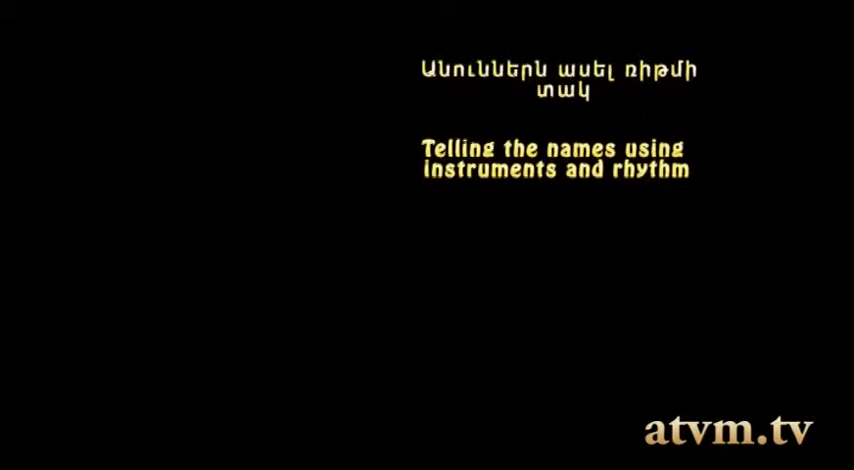 Անուններն ասել ռիթմի
տակ
Telling the names using
instruments and rhythm
atvm.tv